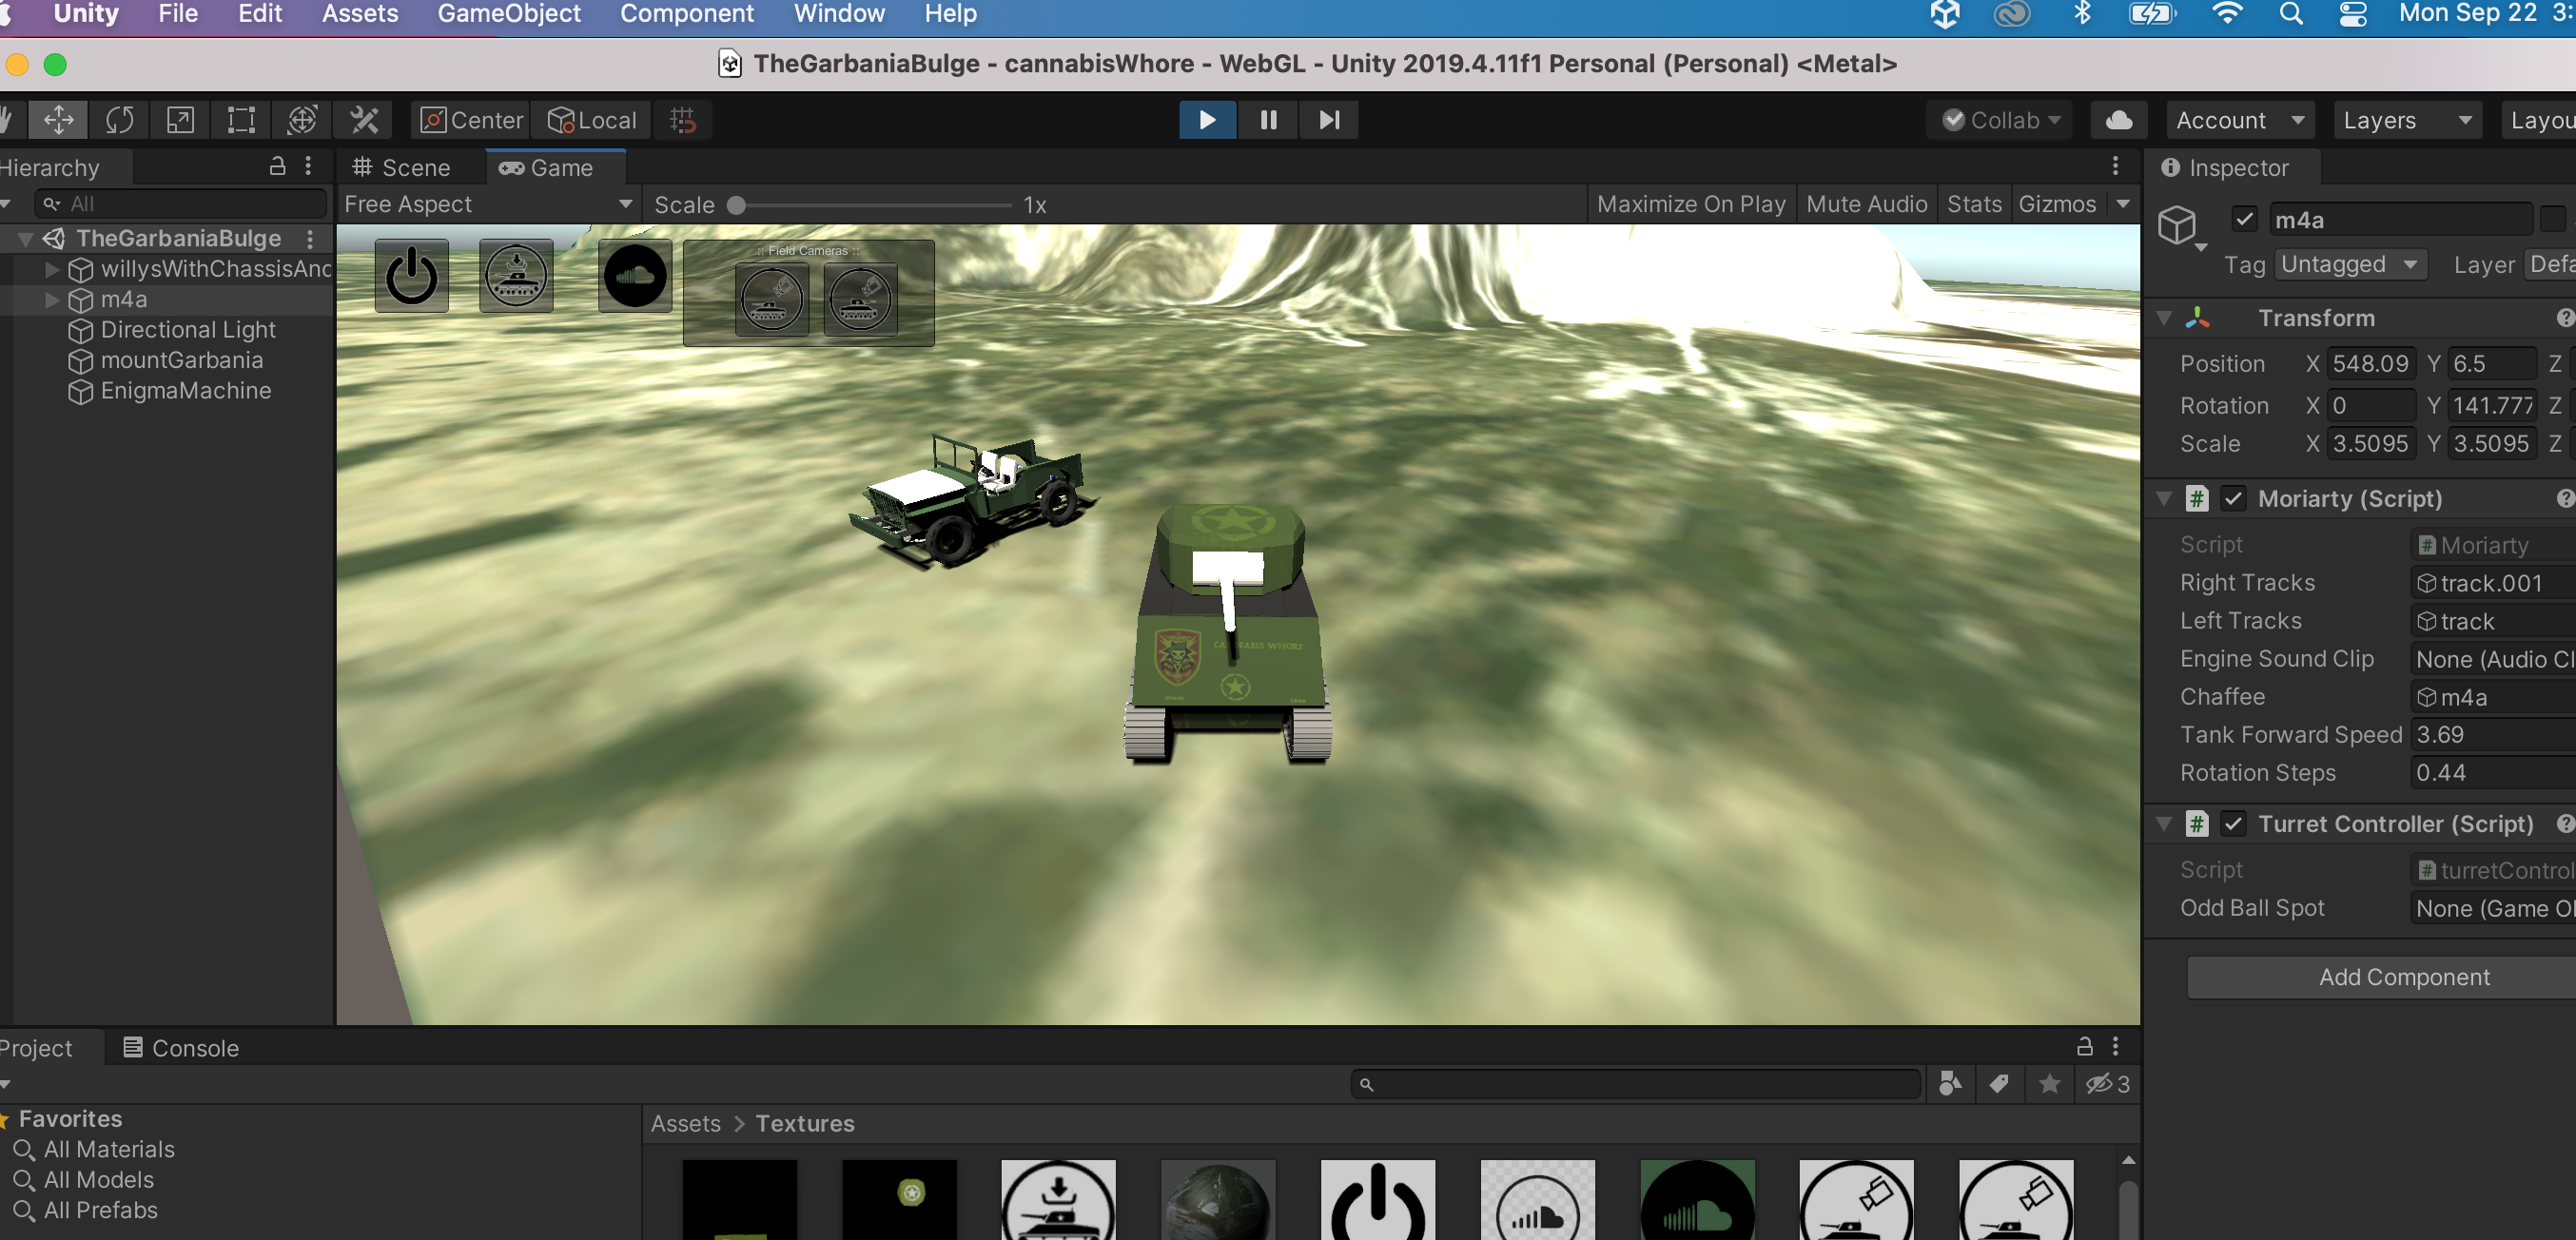 Unity File Edit Assets GameObject Component Window Help Mon Sep 22 3:
TheGarbaniaBulge - cannabisWhore - WebGL - Unity 2019.4.11f1 Personal (Personal) <Metal>
Center Local Collab Account Layers Layou
Hierarchy Scene Game Inspector
All Free Aspect Scale 1x Maximize On Play Mute Audio Stats Gizmos
m4a
TheGarbaniaBulge
willysWithChassisAnd
m4a
Directional Light
mountGarbania
EnigmaMachine
:: Field Cameras ::
CANNABIS WHORE
Tag Untagged Layer Defa
Transform
Position X 548.09 Y 6.5 Z
Rotation X 0 Y 141.777 Z
Scale X 3.5095 Y 3.5095 Z
# Moriarty (Script)
Script # Moriarty
Right Tracks track.001
Left Tracks track
Engine Sound Clip None (Audio Cl
Chaffee m4a
Tank Forward Speed 3.69
Rotation Steps 0.44
# Turret Controller (Script)
Script # turretControl
Odd Ball Spot None (Game O
Add Component
Project Console
3
Favorites
All Materials
All Models
All Prefabs
Assets > Textures